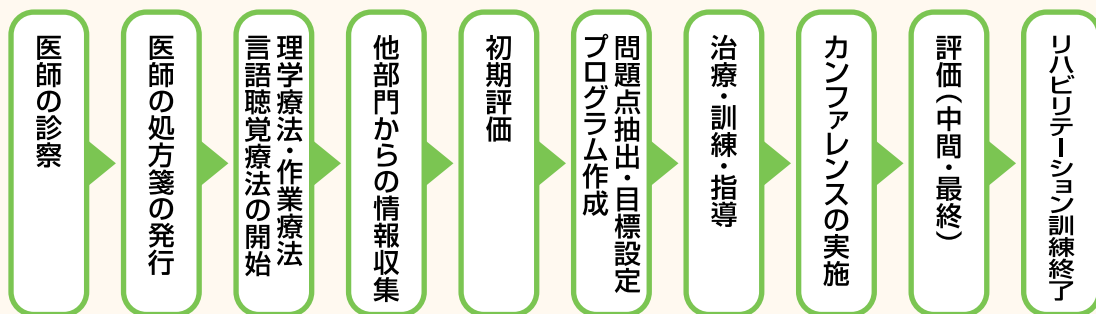 医師の診察
医師の処方箋の発行
理学療法・作業療法
言語聴覚療法の開始
他部門からの情報収集
初期評価
問題点抽出・目標設定
プログラム作成
治療・訓練・指導
カンファレンスの実施
評価(中間・最終)
リハビリテーション訓練終了